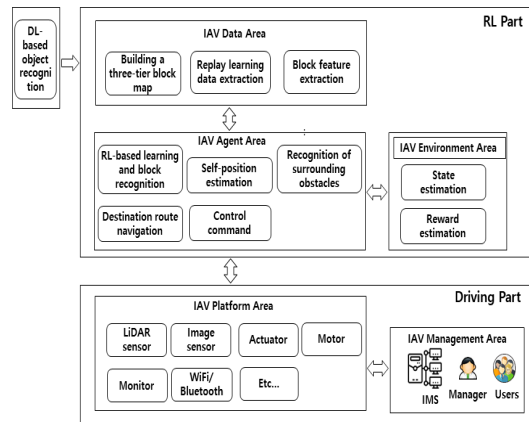 RL Part
DL-
based
object
recogni
tion
IAV Data Area
Building a
three-tier block
map
Replay learning
data extraction
Block feature
extraction
IAV Agent Area
RL-based learning
and block
recognition
Self-position
estimation
Recognition of
surrounding
obstacles
Destination route
navigation
Control
command
IAV Environment Area
State
estimation
Reward
estimation
Driving Part
IAV Platform Area
LiDAR
sensor
Image
sensor
Actuator
Motor
Monitor
WiFi/
Bluetooth
Etc...
IAV Management Area
IMS
Manager
Users